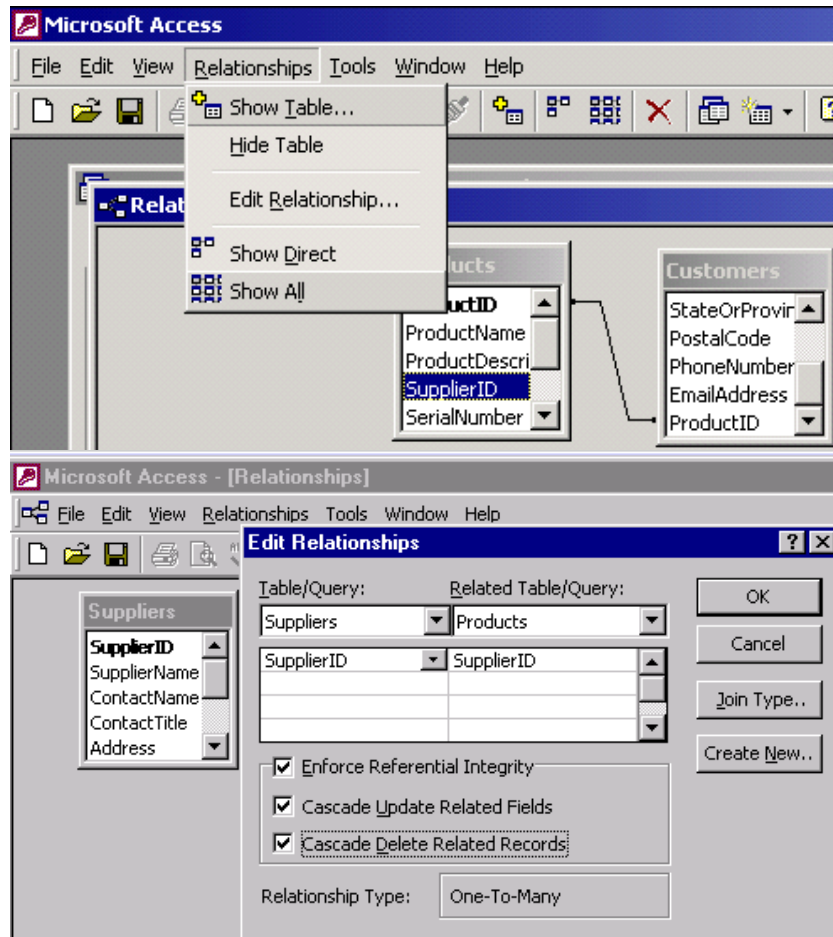 Microsoft Access
File Edit View Relationships Tools Window Help
Show Table...
Hide Table
Edit Relationship...
Show Direct
Show All
Relat
ucts
uctID
ProductName
ProductDescri
SupplierID
SerialNumber
Customers
StateOrProvir
PostalCode
PhoneNumber
EmailAddress
ProductID
Microsoft Access - [Relationships]
File Edit View Relationships Tools Window Help
Suppliers
SupplierID
SupplierName
ContactName
ContactTitle
Address
Edit Relationships
Table/Query: Related Table/Query:
Suppliers Products
SupplierID SupplierID
Enforce Referential Integrity
Cascade Update Related Fields
Cascade Delete Related Records
Relationship Type: One-To-Many
OK
Cancel
Join Type..
Create New..